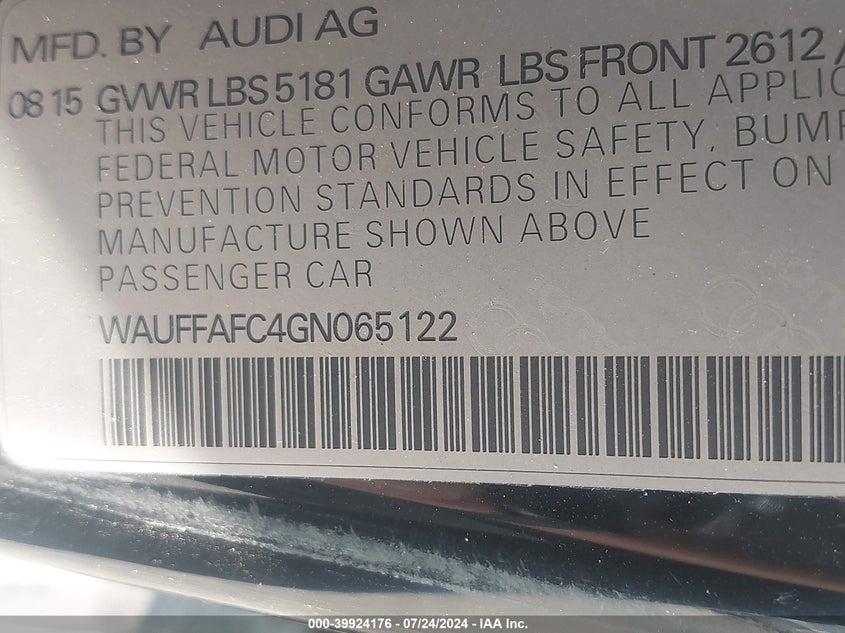 MFD. BY AUDI AG
08 15 GVWR LBS 5181 GAWR LBS FRONT 2612
THIS VEHICLE CONFORMS TO ALL
FEDERAL MOTOR VEHICLE SAFETY,
PREVENTION STANDARDS IN EFFECT ON
MANUFACTURE SHOWN ABOVE
PASSENGER CAR
WAUFFAFC4GN065122
000-39924176 - 07/24/2024 - IAA Inc.